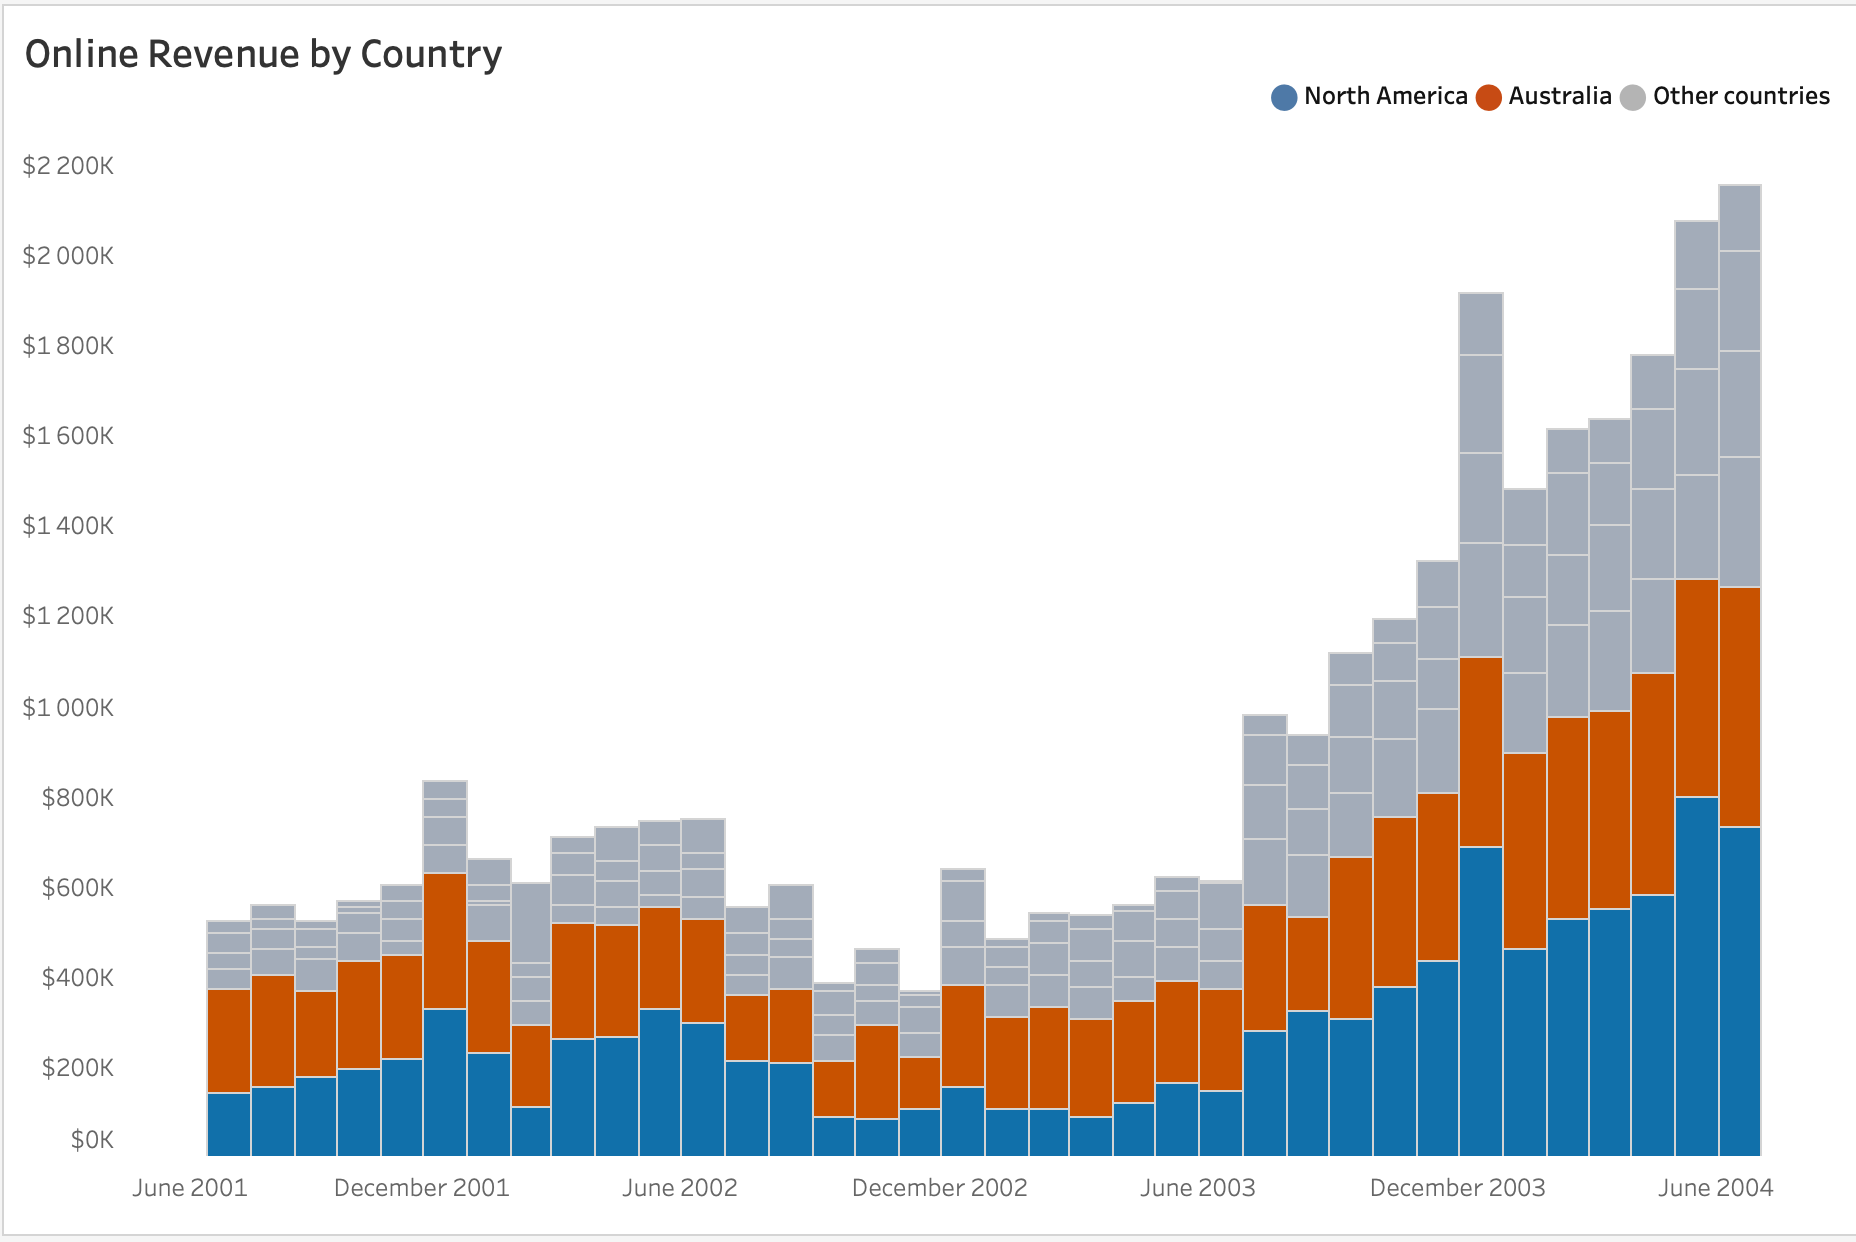 Online Revenue by Country
North America Australia Other countries
$2 200K
$2 000K
$1 800K
$1 600K
$1 400K
$1 200K
$1 000K
$800K
$600K
$400K
$200K
$0K
June 2001 December 2001 June 2002 December 2002 June 2003 December 2003 June 2004